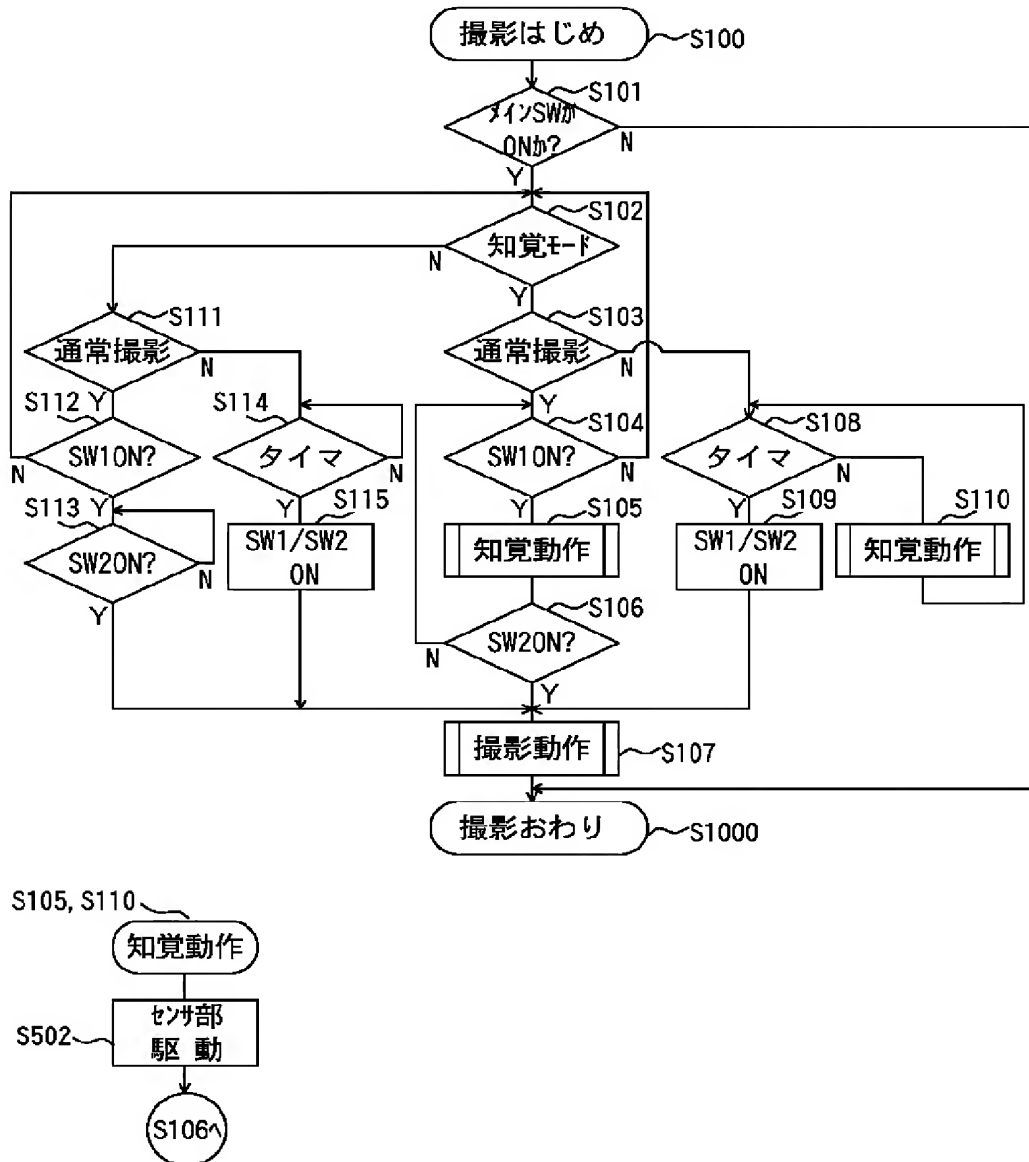 撮影はじめ
S100
S101
メインSWが
ONか?
N
Y
S102
知覚モード
N
Y
S111
通常撮影
N
Y
S103
通常撮影
N
Y
S112
SW1ON?
N
Y
S114
タイマ
N
Y
S104
SW1ON?
N
Y
S108
タイマ
N
Y
S113
SW2ON?
N
Y
S115
SW1/SW2
ON
S105
知覚動作
S109
SW1/SW2
ON
S110
知覚動作
S106
SW2ON?
N
Y
撮影動作
S107
撮影おわり
S1000
S105, S110
知覚動作
S502
センサ部
駆 動
S106へ